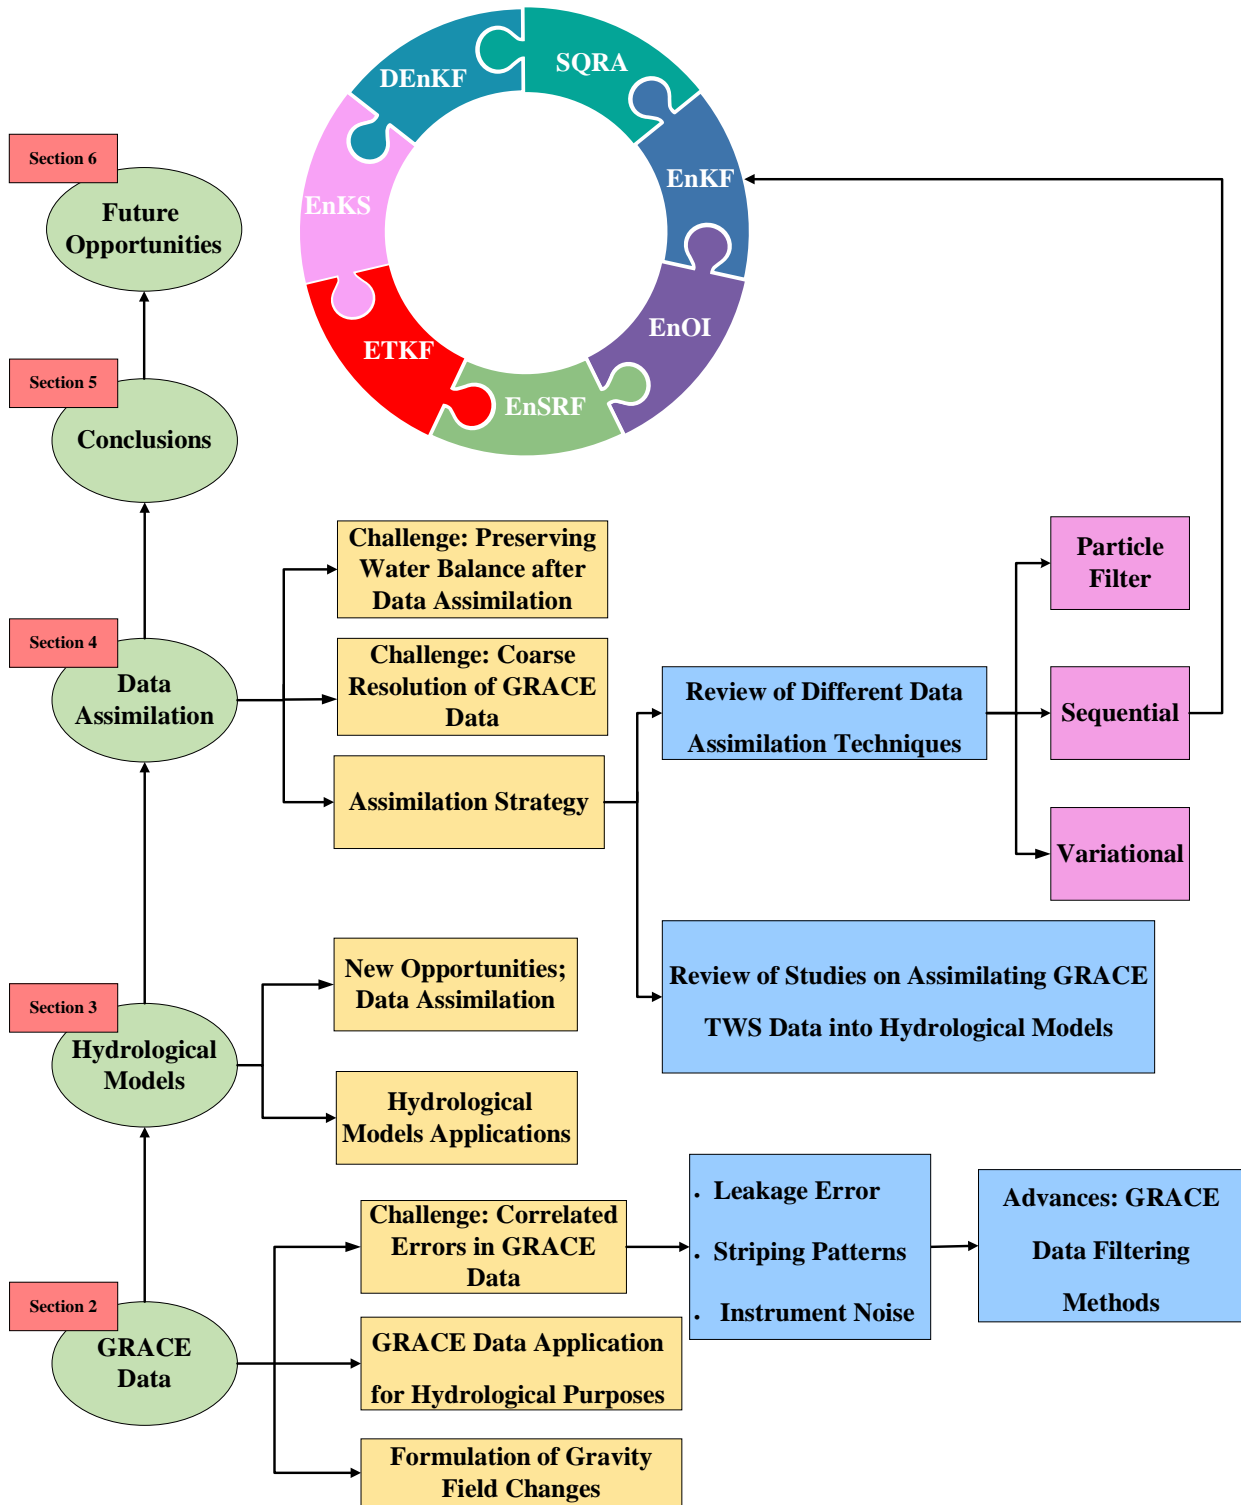 DEnKF
SQRA
EnKF
EnKS
EnOI
ETKF
EnSRF
Section 6
Future
Opportunities
Section 5
Conclusions
Section 4
Data
Assimilation
Challenge: Preserving
Water Balance after
Data Assimilation
Challenge: Coarse
Resolution of GRACE
Data
Assimilation Strategy
Review of Different Data
Assimilation Techniques
Particle
Filter
Sequential
Variational
Review of Studies on Assimilating GRACE
TWS Data into Hydrological Models
Section 3
Hydrological
Models
New Opportunities;
Data Assimilation
Hydrological
Models Applications
Section 2
GRACE
Data
Challenge: Correlated
Errors in GRACE
Data
. Leakage Error
. Striping Patterns
. Instrument Noise
Advances: GRACE
Data Filtering
Methods
GRACE Data Application
for Hydrological Purposes
Formulation of Gravity
Field Changes